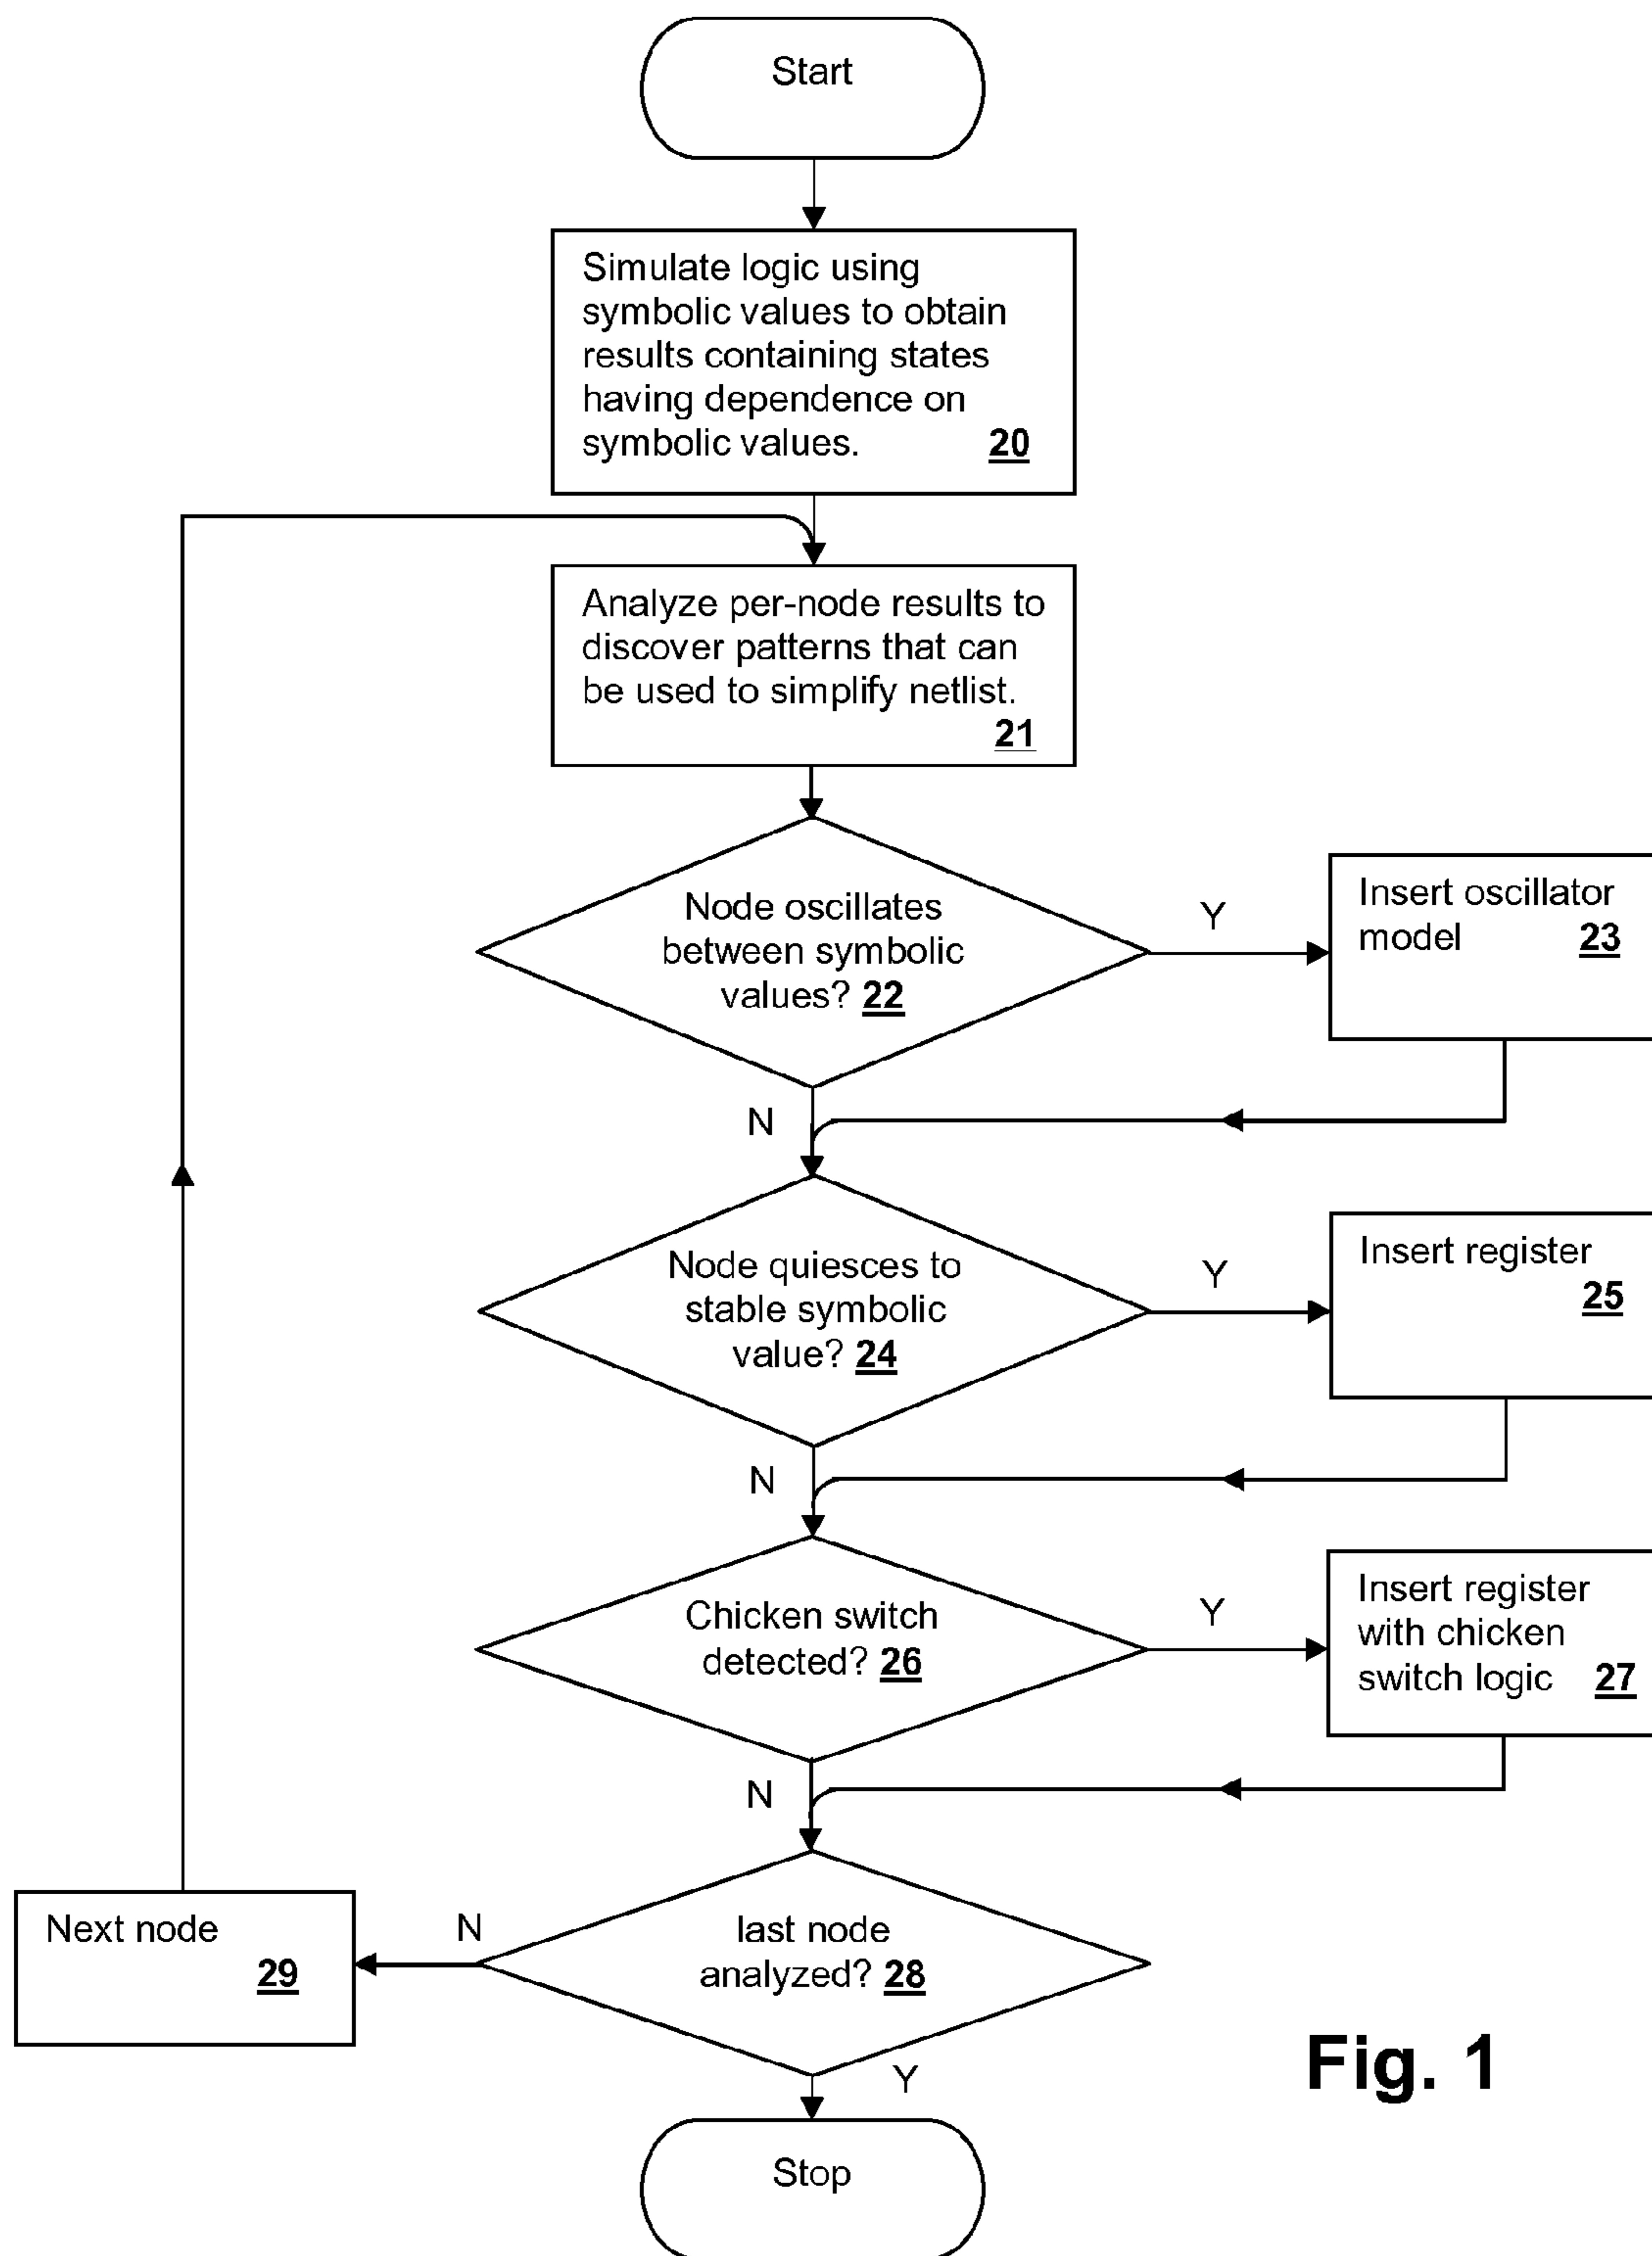 Start
Simulate logic using
symbolic values to obtain
results containing states
having dependence on
symbolic values. 20
Analyze per-node results to
discover patterns that can
be used to simplify netlist.
21
Node oscillates
between symbolic
values? 22
Y
Insert oscillator
model 23
N
Node quiesces to
stable symbolic
value? 24
Y
Insert register
25
N
Chicken switch
detected? 26
Y
Insert register
with chicken
switch logic 27
N
last node
analyzed? 28
N
Next node
29
Y
Stop
Fig. 1